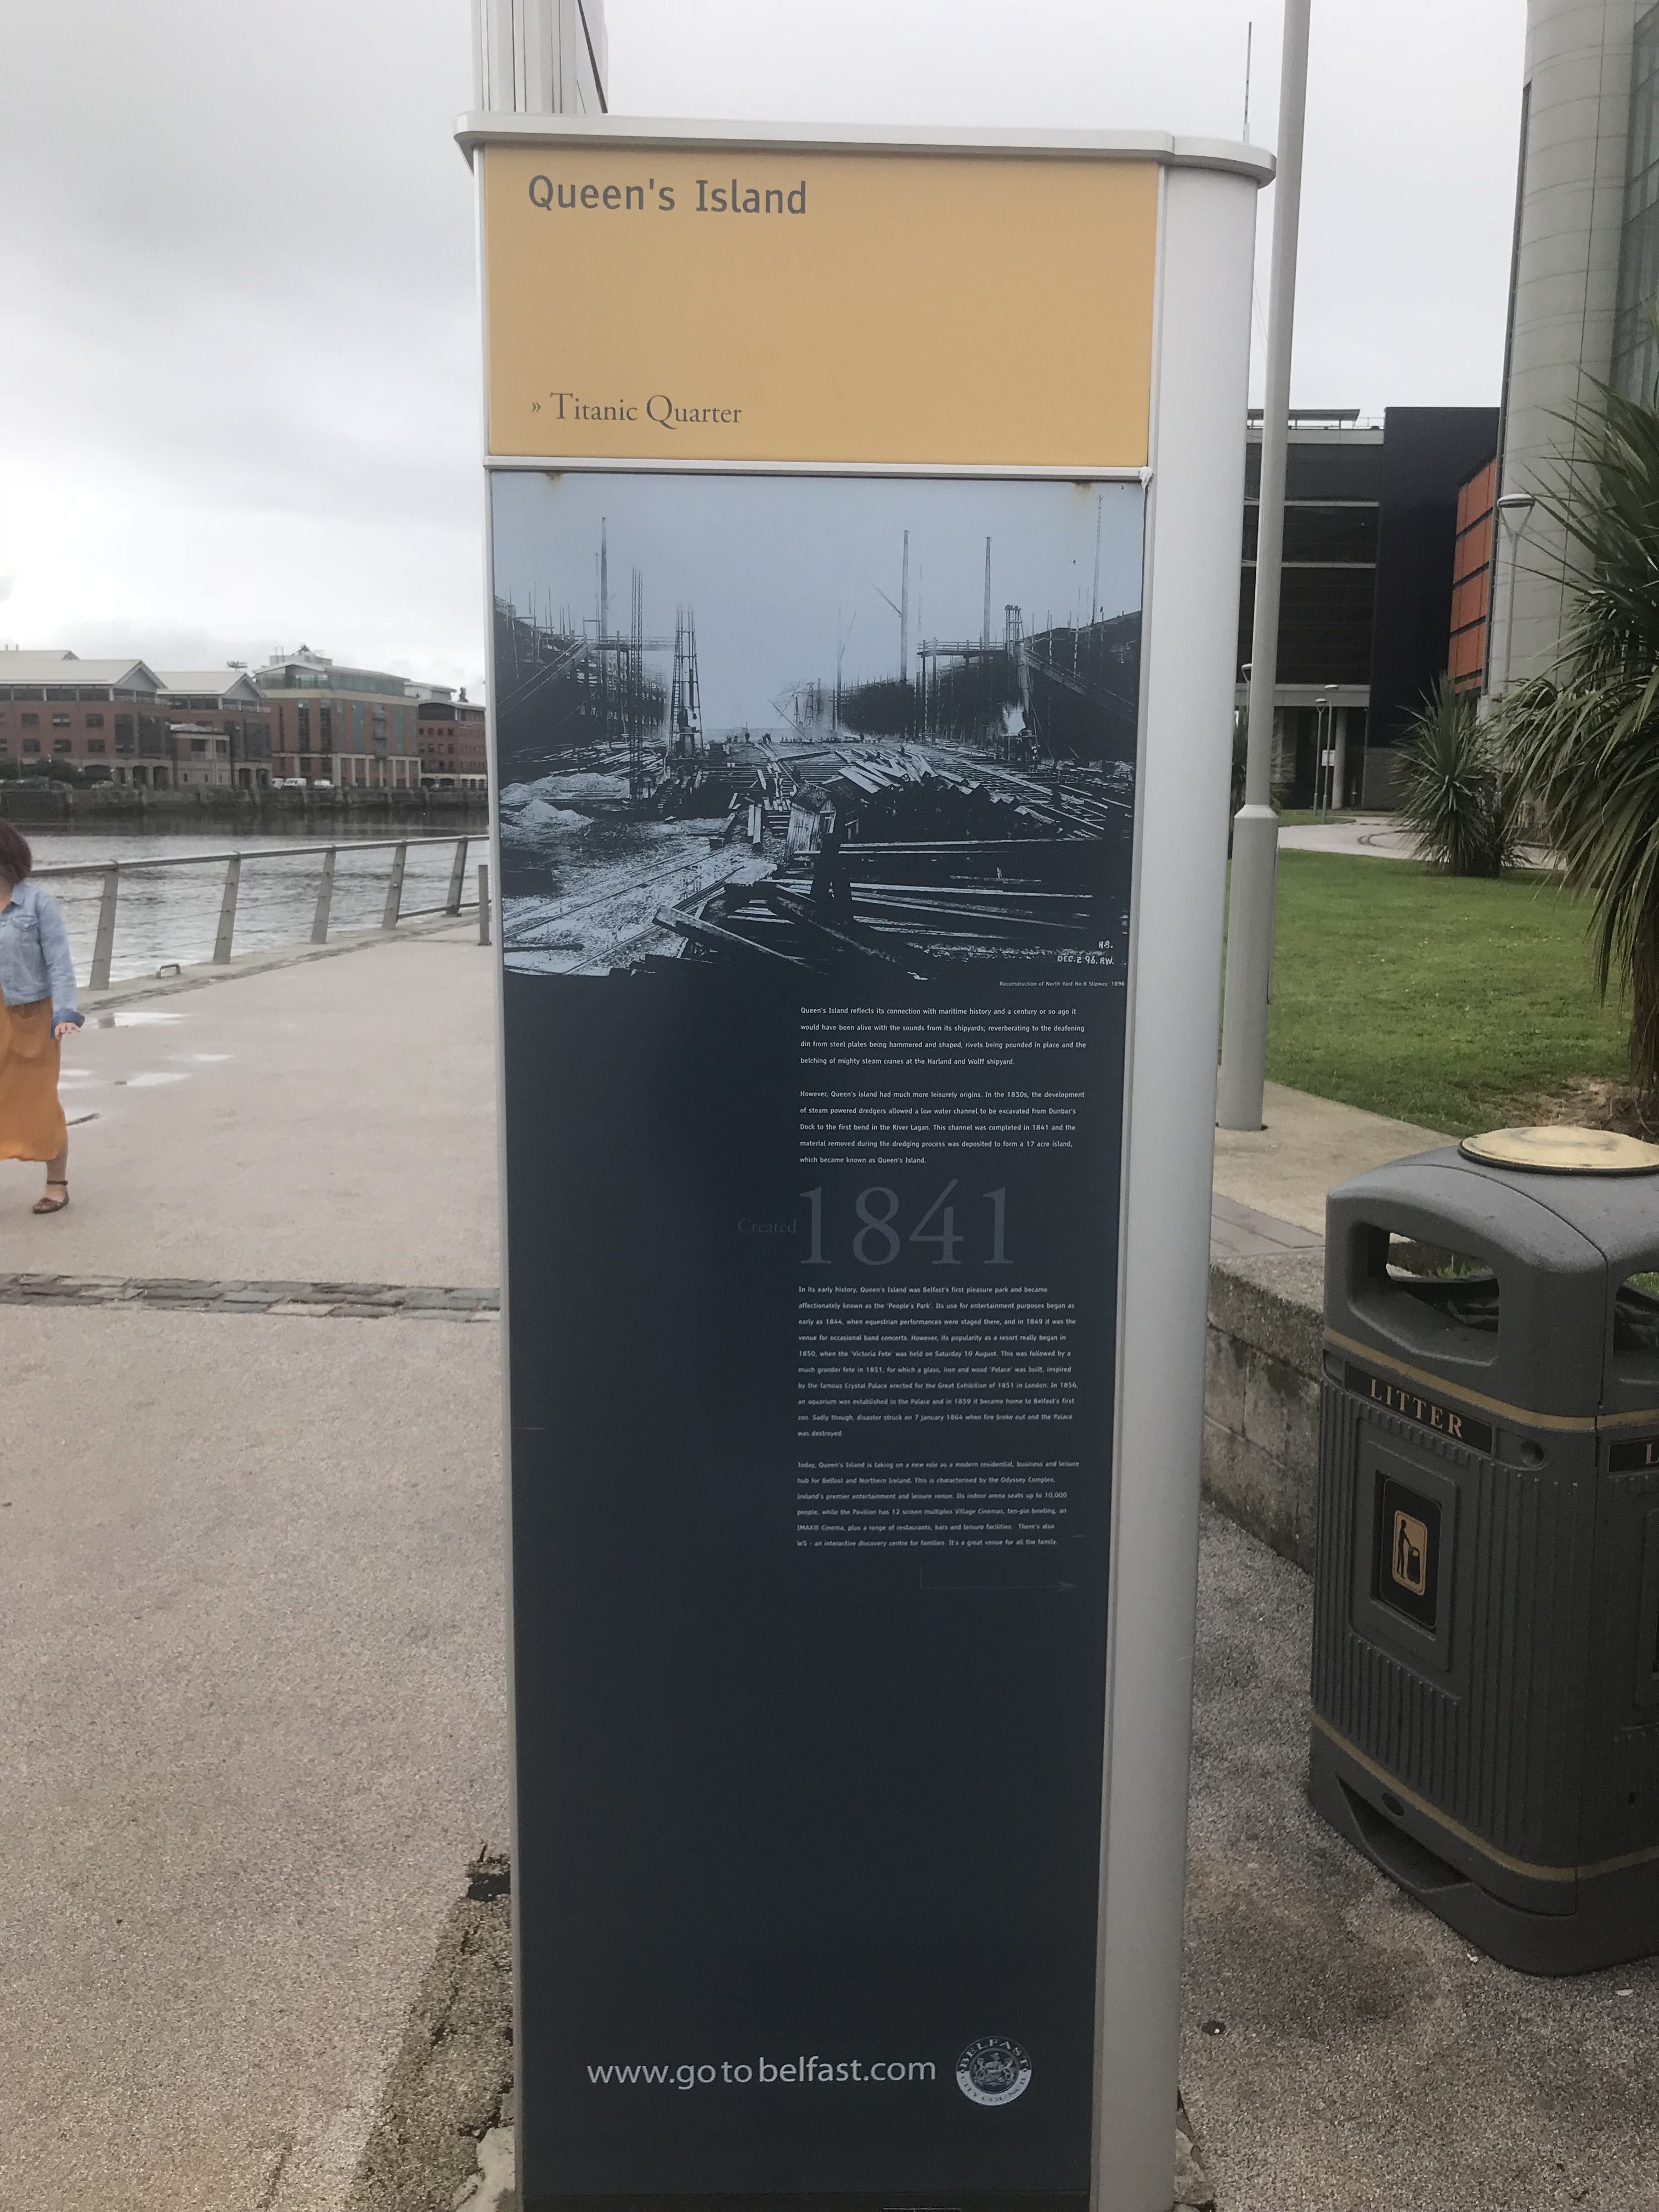 Queen's Island
» Titanic Quarter
H.B.
DEC. 2. 96. R.W.
Reconstruction of North Yard No.8 Slipway, 1896
Queen's Island reflects its connection with maritime history and a century or so ago it
would have been alive with the sounds from its shipyards; reverberating to the deafening
din from steel plates being hammered and shaped, rivets being pounded in place and the
belching of mighty steam cranes at the Harland and Wolff shipyard.
However, Queen's island had much more leisurely origins. In the 1830s, the development
of steam powered dredgers allowed a low water channel to be excavated from Dunbar's
Dock to the first bend in the River Lagan. This channel was completed in 1841 and the
material removed during the dredging process was deposited to form a 17 acre island,
which became known as Queen's Island.
Created 1841
In its early history, Queen's Island was Belfast's first pleasure park and became
affectionately known as the 'People's Park'. Its use for entertainment purposes began as
early as 1844, when equestrian performances were staged there, and in 1849 it was the
venue for occasional band concerts. However, its popularity as a resort really began in
1850, when the 'Victoria Fete' was held on Saturday 10 August. This was followed by a
much grander fete in 1851, for which a glass, iron and wood 'Palace' was built, inspired
by the famous Crystal Palace erected for the Great Exhibition of 1851 in London. In 1856,
an aquarium was established in the Palace and in 1859 it became home to Belfast's first
zoo. Sadly though, disaster struck on 7 January 1864 when fire broke out and the Palace
was destroyed.
Today, Queen's Island is taking on a new role as a modern residential, business and leisure
hub for Belfast and Northern Ireland. This is characterised by the Odyssey Complex,
Ireland's premier entertainment and leisure venue. Its indoor arena seats up to 10,000
people, while the Pavilion has 12 screen multiplex Village Cinemas, ten-pin bowling, an
IMAX® Cinema, plus a range of restaurants, bars and leisure facilities. There's also
W5 - an interactive discovery centre for families. It's a great venue for all the family.
www.gotobelfast.com
BELFAST
CITY COUNCIL
LITTER
L